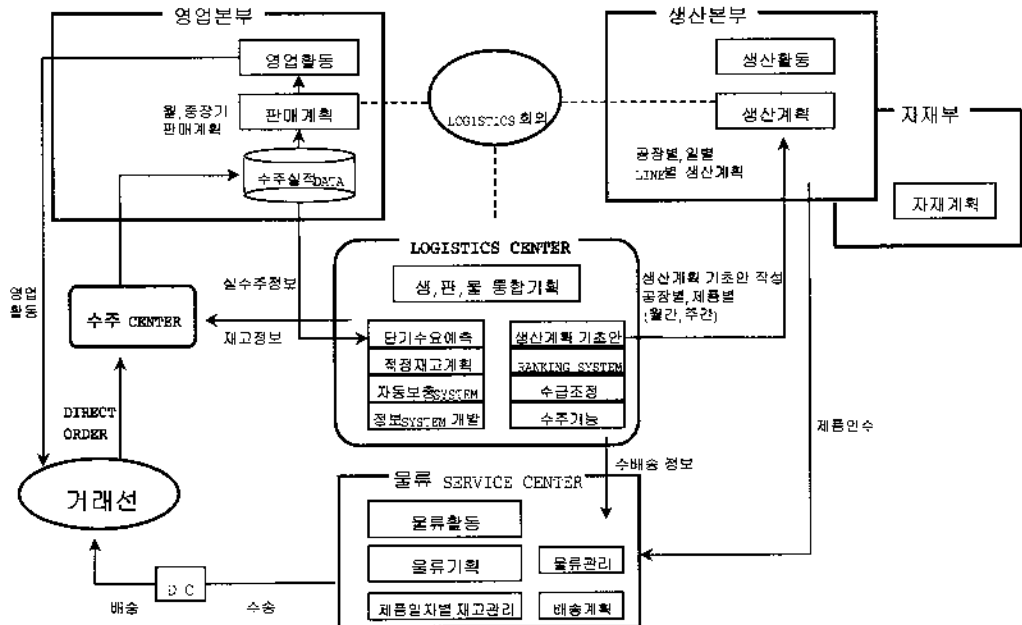 영업본부
영업활동
월,중장기
판매계획
판매계획
수주실적DATA
LOGISTICS 회의
생산본부
생산활동
생산계획
공장별,일별
LINE별 생산계획
자재부
자재계획
영업
활동
실수주정보
수주 CENTER
재고정보
LOGISTICS CENTER
생,판,물 통합기획
단기수요예측
적정재고계획
자동보충SYSTEM
정보SYSTEM 개발
생산계획 기초안
RANKING SYSTEM
수급조정
수주기능
생산계획 기초안 작성
공장별,제품별
(월간,주간)
DIRECT
ORDER
제품인수
수배송 정보
거래선
물류 SERVICE CENTER
물류활동
물류기획
제품일자별 재고관리
물류관리
배송계획
D C
배송
수송